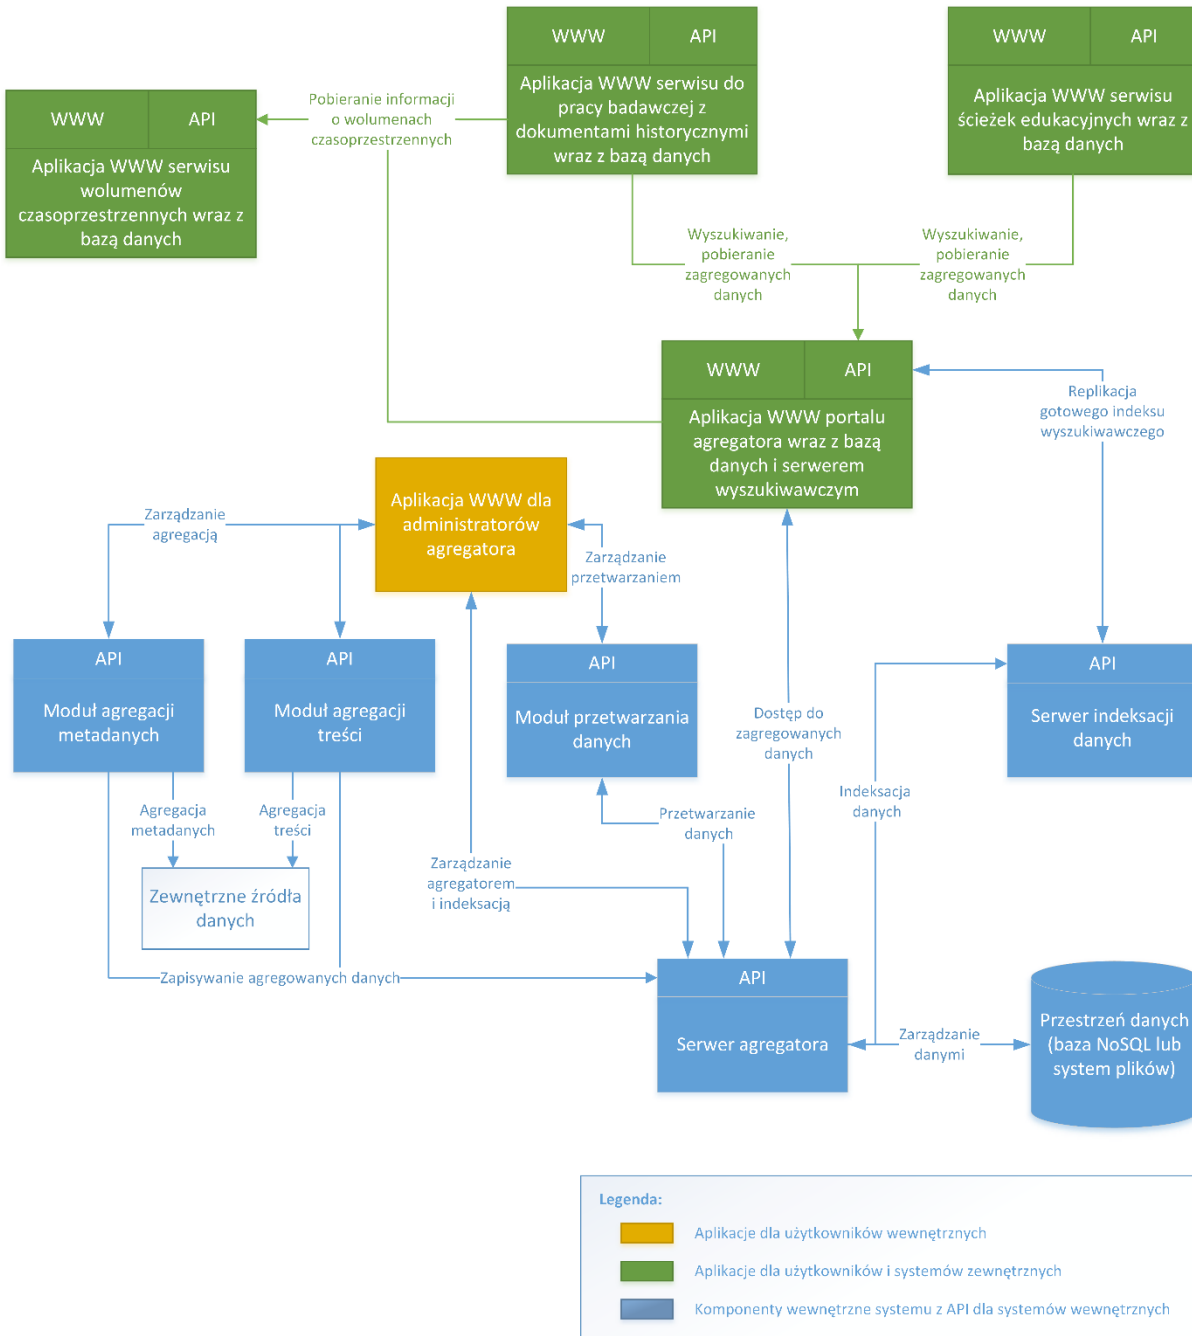 WWW
API
Aplikacja WWW serwisu do
pracy badawczej z
dokumentami historycznymi
wraz z bazą danych
WWW
API
Aplikacja WWW serwisu
ścieżek edukacyjnych wraz z
bazą danych
WWW
API
Aplikacja WWW serwisu
wolumenów
czasoprzestrzennych wraz z
bazą danych
Pobieranie informacji
o wolumenach
czasoprzestrzennych
Wyszukiwanie,
pobieranie
zagregowanych
danych
Wyszukiwanie,
pobieranie
zagregowanych
danych
WWW
API
Aplikacja WWW portalu
agregatora wraz z bazą
danych i serwerem
wyszukiwawczym
Replikacja
gotowego indeksu
wyszukiwawczego
Aplikacja WWW dla
administratorów
agregatora
Zarządzanie
agregacją
Zarządzanie
przetwarzaniem
API
Moduł agregacji
metadanych
API
Moduł agregacji
treści
API
Moduł przetwarzania
danych
API
Serwer indeksacji
danych
Dostęp do
zagregowanych
danych
Indeksacja
danych
Agregacja
metadanych
Agregacja
treści
Przetwarzanie
danych
Zarządzanie
agregatorem
i indeksacją
Zewnętrzne źródła
danych
Zapisywanie agregowanych danych
API
Serwer agregatora
Zarządzanie
danymi
Przestrzeń danych
(baza NoSQL lub
system plików)
Legenda:
Aplikacje dla użytkowników wewnętrznych
Aplikacje dla użytkowników i systemów zewnętrznych
Komponenty wewnętrzne systemu z API dla systemów wewnętrznych